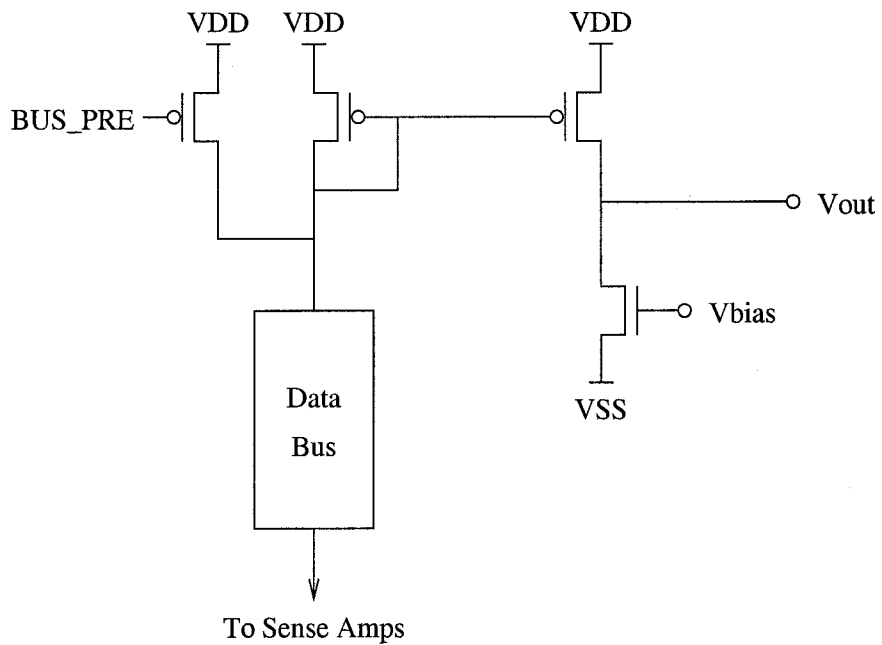 VDD VDD VDD
BUS_PRE
Vout
Vbias
VSS
Data
Bus
To Sense Amps